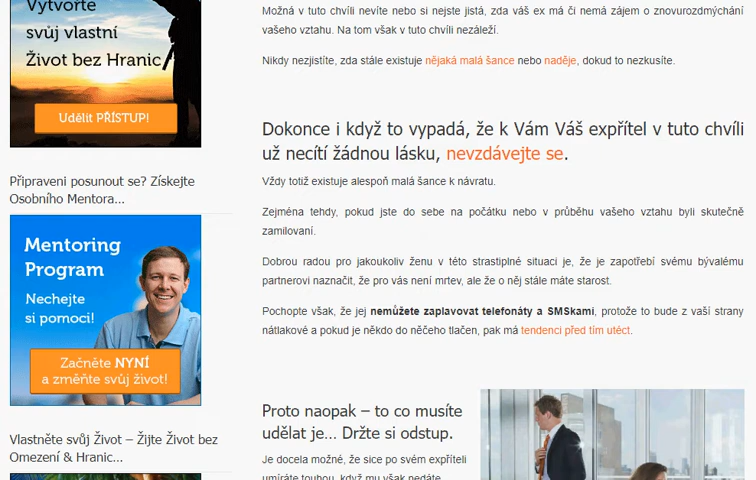 Vytvořte
svůj vlastní
Život bez Hranic
Udělit PŘÍSTUP!
Připraveni posunout se? Získejte
Osobního Mentora...
Mentoring
Program
Nechejte
si pomoci!
Začněte NYNÍ
a změňte svůj život!
Vlastněte svůj Život – Žijte Život bez
Omezení & Hranic...
Možná v tuto chvíli nevíte nebo si nejste jistá, zda váš ex má či nemá zájem o znovurozdmýchání
vašeho vztahu. Na tom však v tuto chvíli nezáleží.
Nikdy nezjistíte, zda stále existuje nějaká malá šance nebo naděje, dokud to nezkusíte.
Dokonce i když to vypadá, že k Vám Váš expřítel v tuto chvíli
už necítí žádnou lásku, nevzdávejte se.
Vždy totiž existuje alespoň malá šance k návratu.
Zejména tehdy, pokud jste do sebe na počátku nebo v průběhu vašeho vztahu byli skutečně
zamilovaní.
Dobrou radou pro jakoukoliv ženu v této strastiplné situaci je, že je zapotřebí svému bývalému
partnerovi naznačit, že pro vás není mrtev, ale že o něj stále máte starost.
Pochopte však, že jej nemůžete zaplavovat telefonáty a SMSkami, protože to bude z vaší strany
nátlakové a pokud je někdo do něčeho tlačen, pak má tendenci před tím utéct.
Proto naopak – to co musíte
udělat je... Držte si odstup.
Je docela možné, že sice po svém expříteli
umíráte touhou, když mu však nedáte